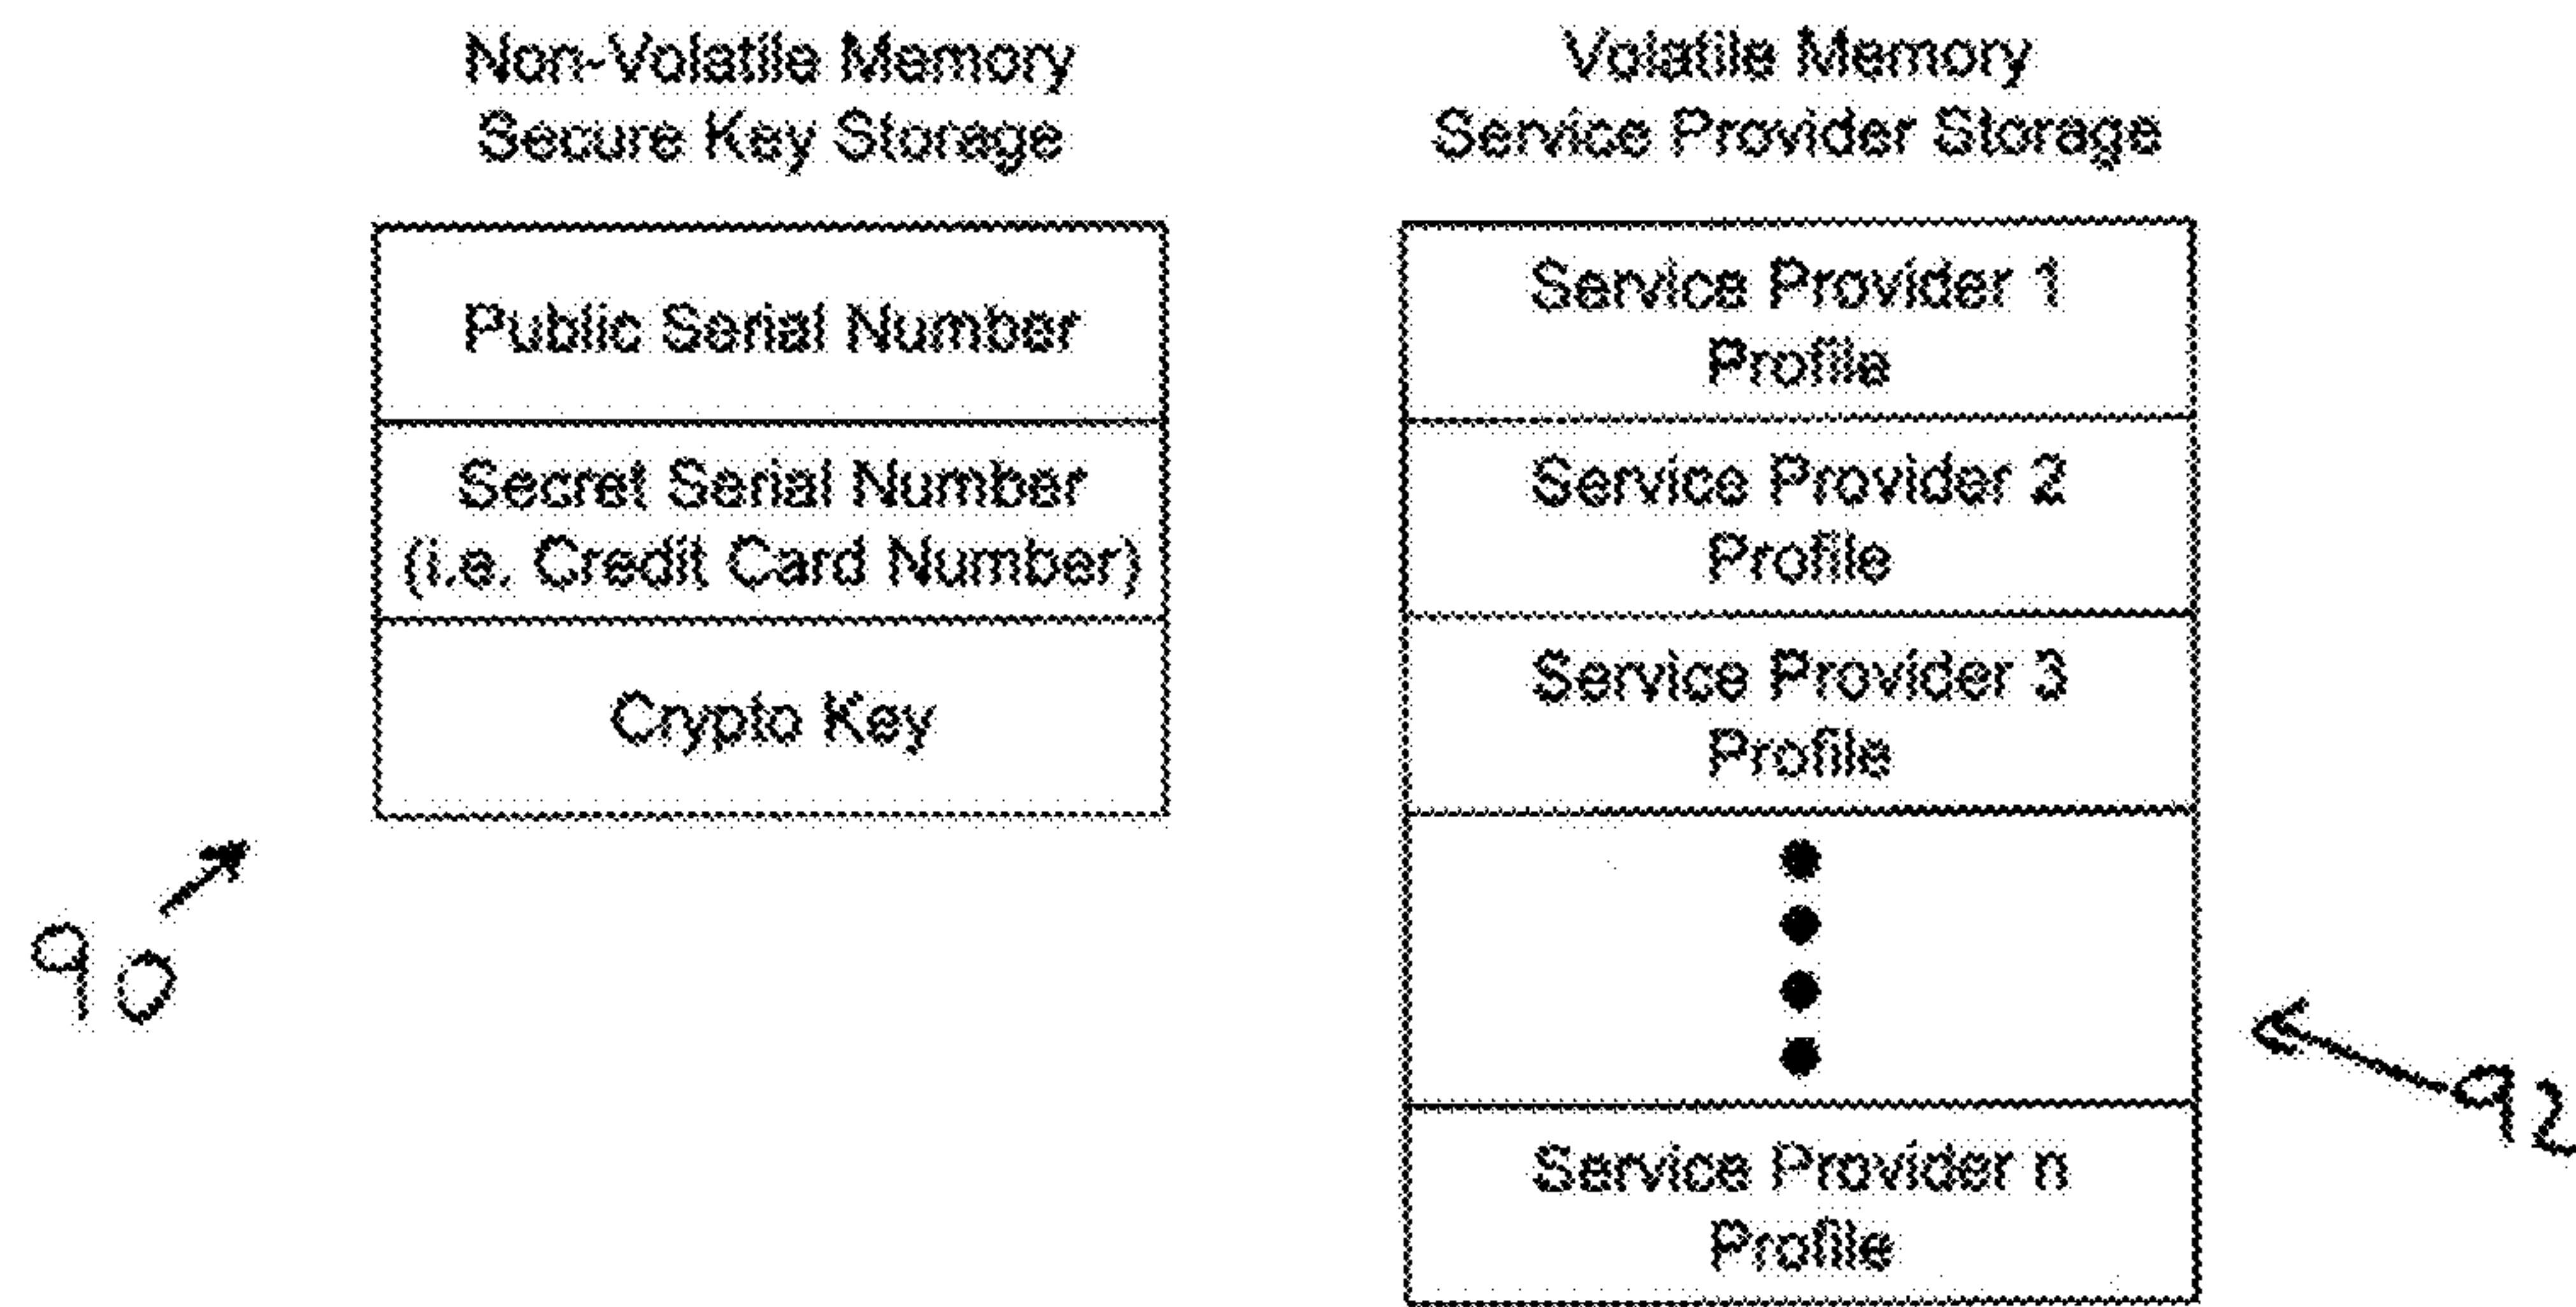 Non-Volatile Memory
Secure Key Storage
Public Serial Number
Secret Serial Number
(i.e. Credit Card Number)
Crypto Key
90
Volatile Memory
Service Provider Storage
Service Provider 1
Profile
Service Provider 2
Profile
Service Provider 3
Profile
Service Provider n
Profile
92